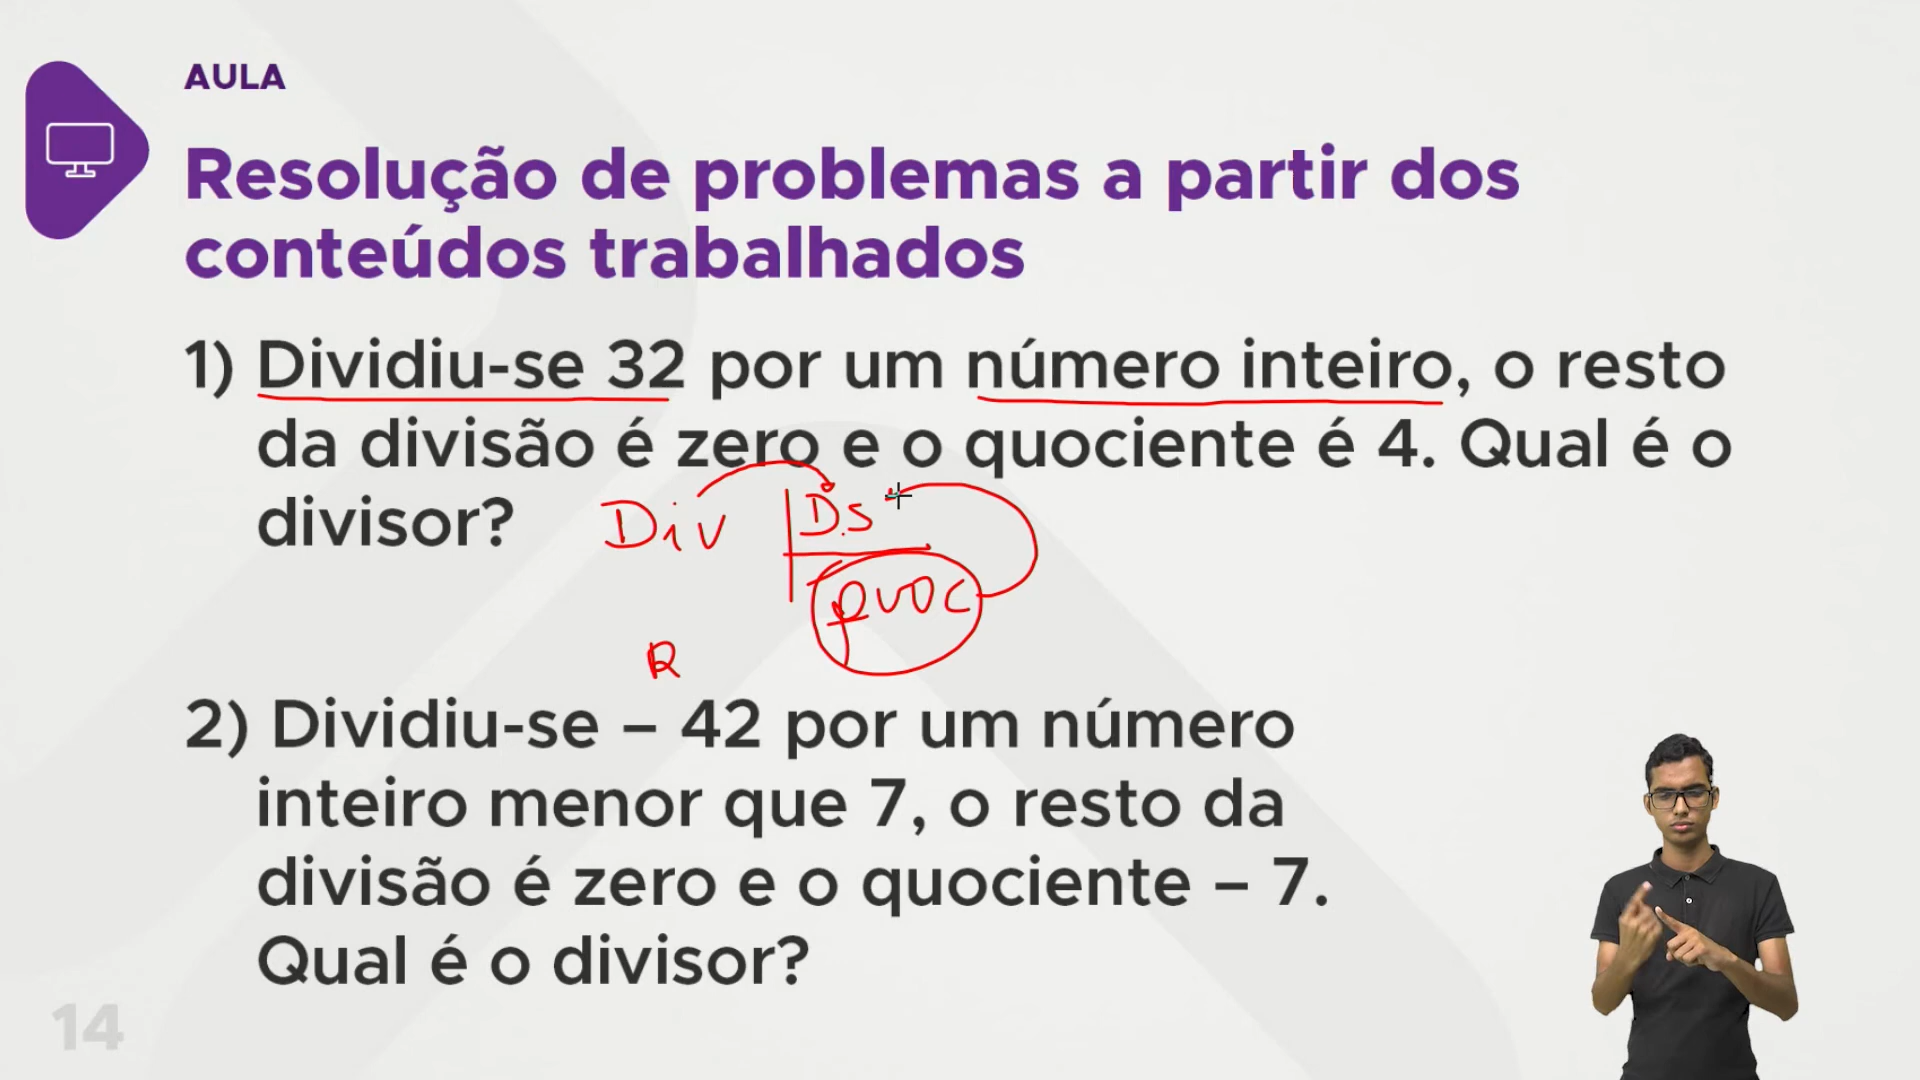 AULA
Resolução de problemas a partir dos
conteúdos trabalhados
1) Dividiu-se 32 por um número inteiro, o resto
da divisão é zero e o quociente é 4. Qual é o
divisor?
Div Ds
quoc
R
2) Dividiu-se – 42 por um número
inteiro menor que 7, o resto da
divisão é zero e o quociente – 7.
Qual é o divisor?
14